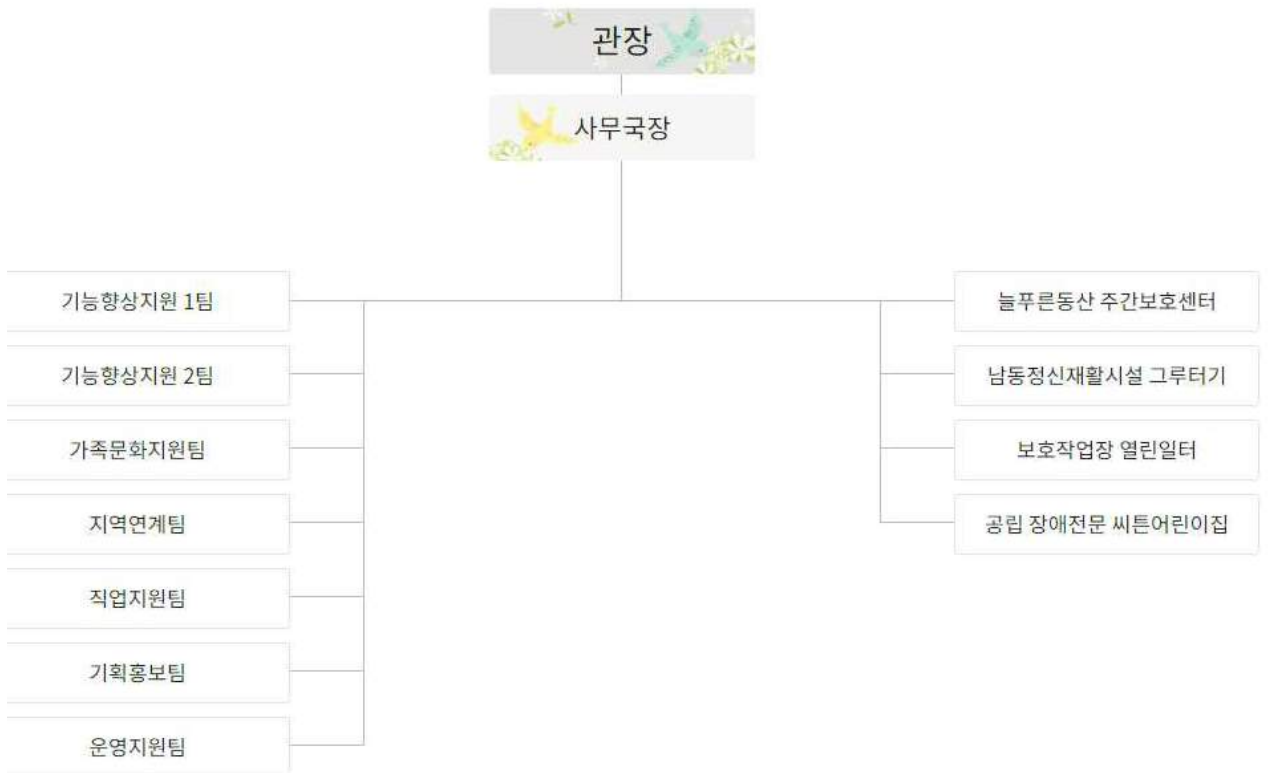 관장
사무국장
기능향상지원 1팀
기능향상지원 2팀
가족문화지원팀
지역연계팀
직업지원팀
기획홍보팀
운영지원팀
늘푸른동산 주간보호센터
남동정신재활시설 그루터기
보호작업장 열린일터
공립 장애전문 씨튼어린이집